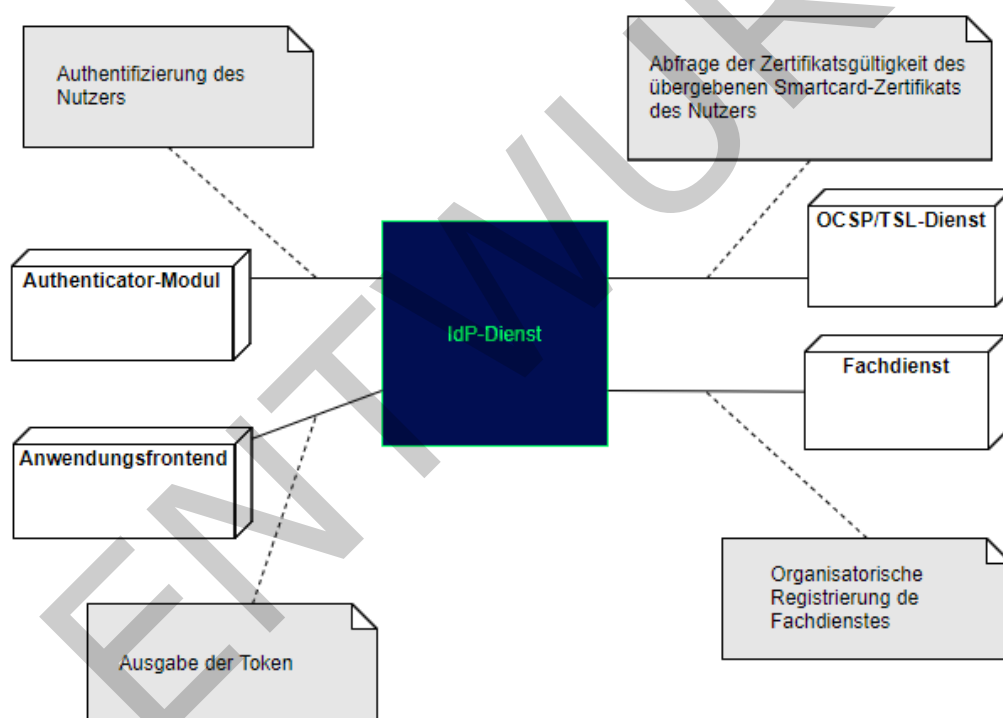 Authentifizierung des
Nutzers
Abfrage der Zertifikatsgültigkeit des
übergebenen Smartcard-Zertifikats
des Nutzers
OCSP/TSL-Dienst
Authenticator-Modul
IdP-Dienst
Fachdienst
Anwendungsfrontend
Organisatorische
Registrierung de
Fachdienstes
Ausgabe der Token
ENTWUR